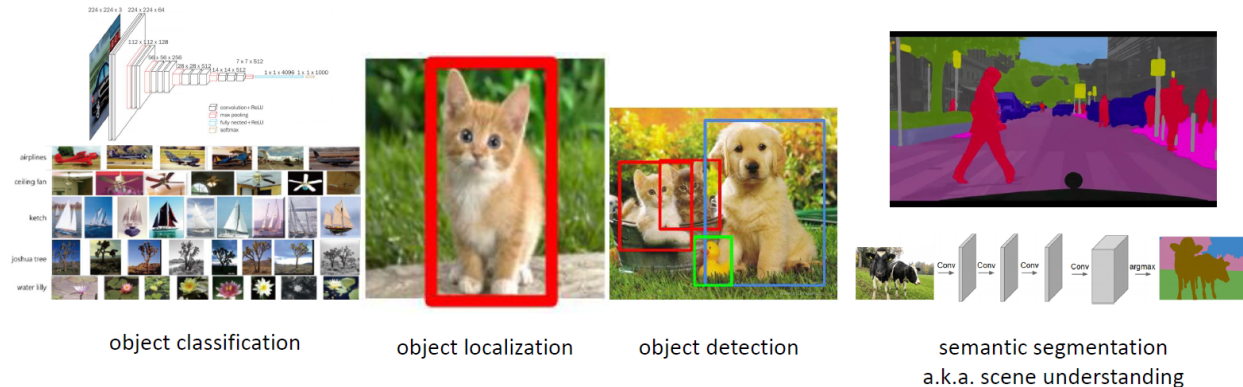 224 x 224 x 3 224 x 224 x 64
112 x 112 x 128
56 x 56 x 256
28 x 28 x 512
14 x 14 x 512
7 x 7 x 512
1 x 1 x 4096 1 x 1 x 1000
convolution+ReLU
max pooling
fully nected+ReLU
softmax
airplines
ceiling fan
ketch
joshua tree
water lilly
object classification
object localization
object detection
Conv Conv Conv Conv argmax
semantic segmentation
a.k.a. scene understanding